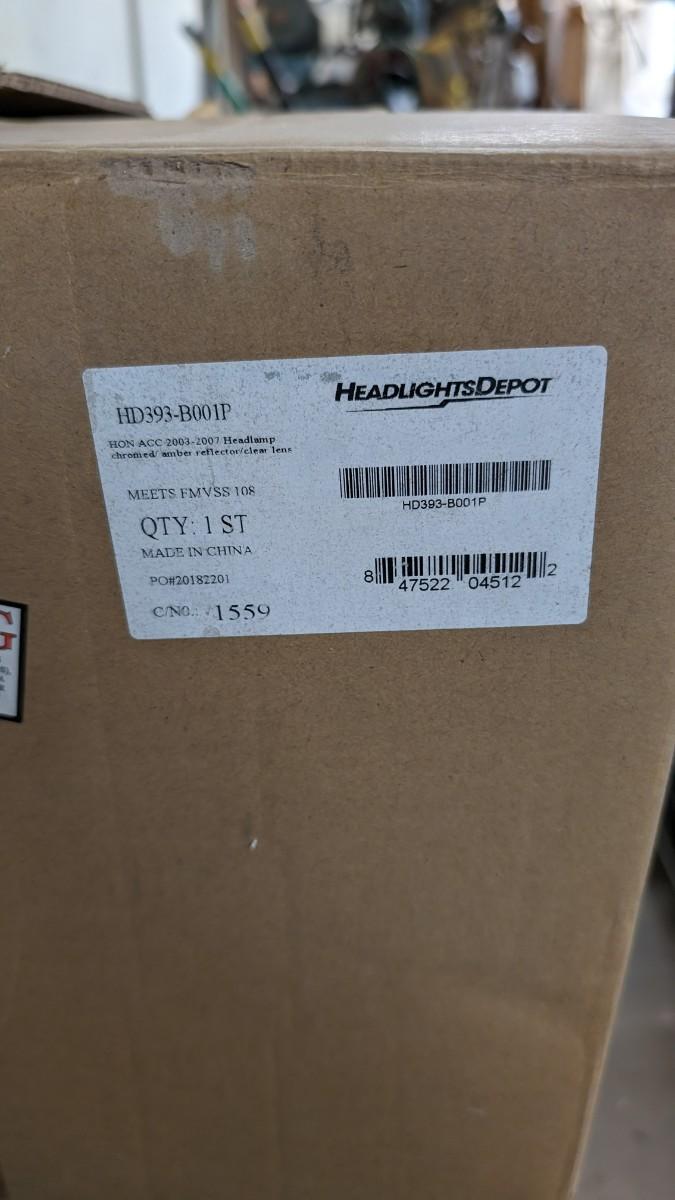 HD393-B001P
HEADLIGHTSDEPOT
HON ACC 2003-2007 Headlamp
chromed/ amber reflector/clear lens
MEETS FMVSS 108
HD393-B001P
QTY: 1 ST
MADE IN CHINA
PO#20182201
8 47522 04512 2
C/NO.: 1559
G